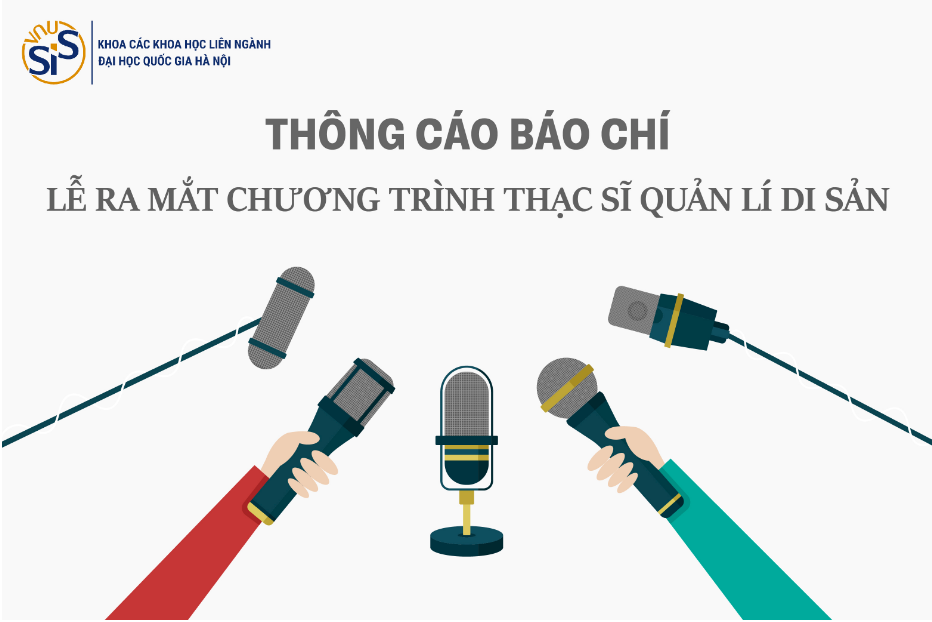 VNU
SIS
KHOA CÁC KHOA HỌC LIÊN NGÀNH
ĐẠI HỌC QUỐC GIA HÀ NỘI
THÔNG CÁO BÁO CHÍ
LỄ RA MẮT CHƯƠNG TRÌNH THẠC SĨ QUẢN LÍ DI SẢN